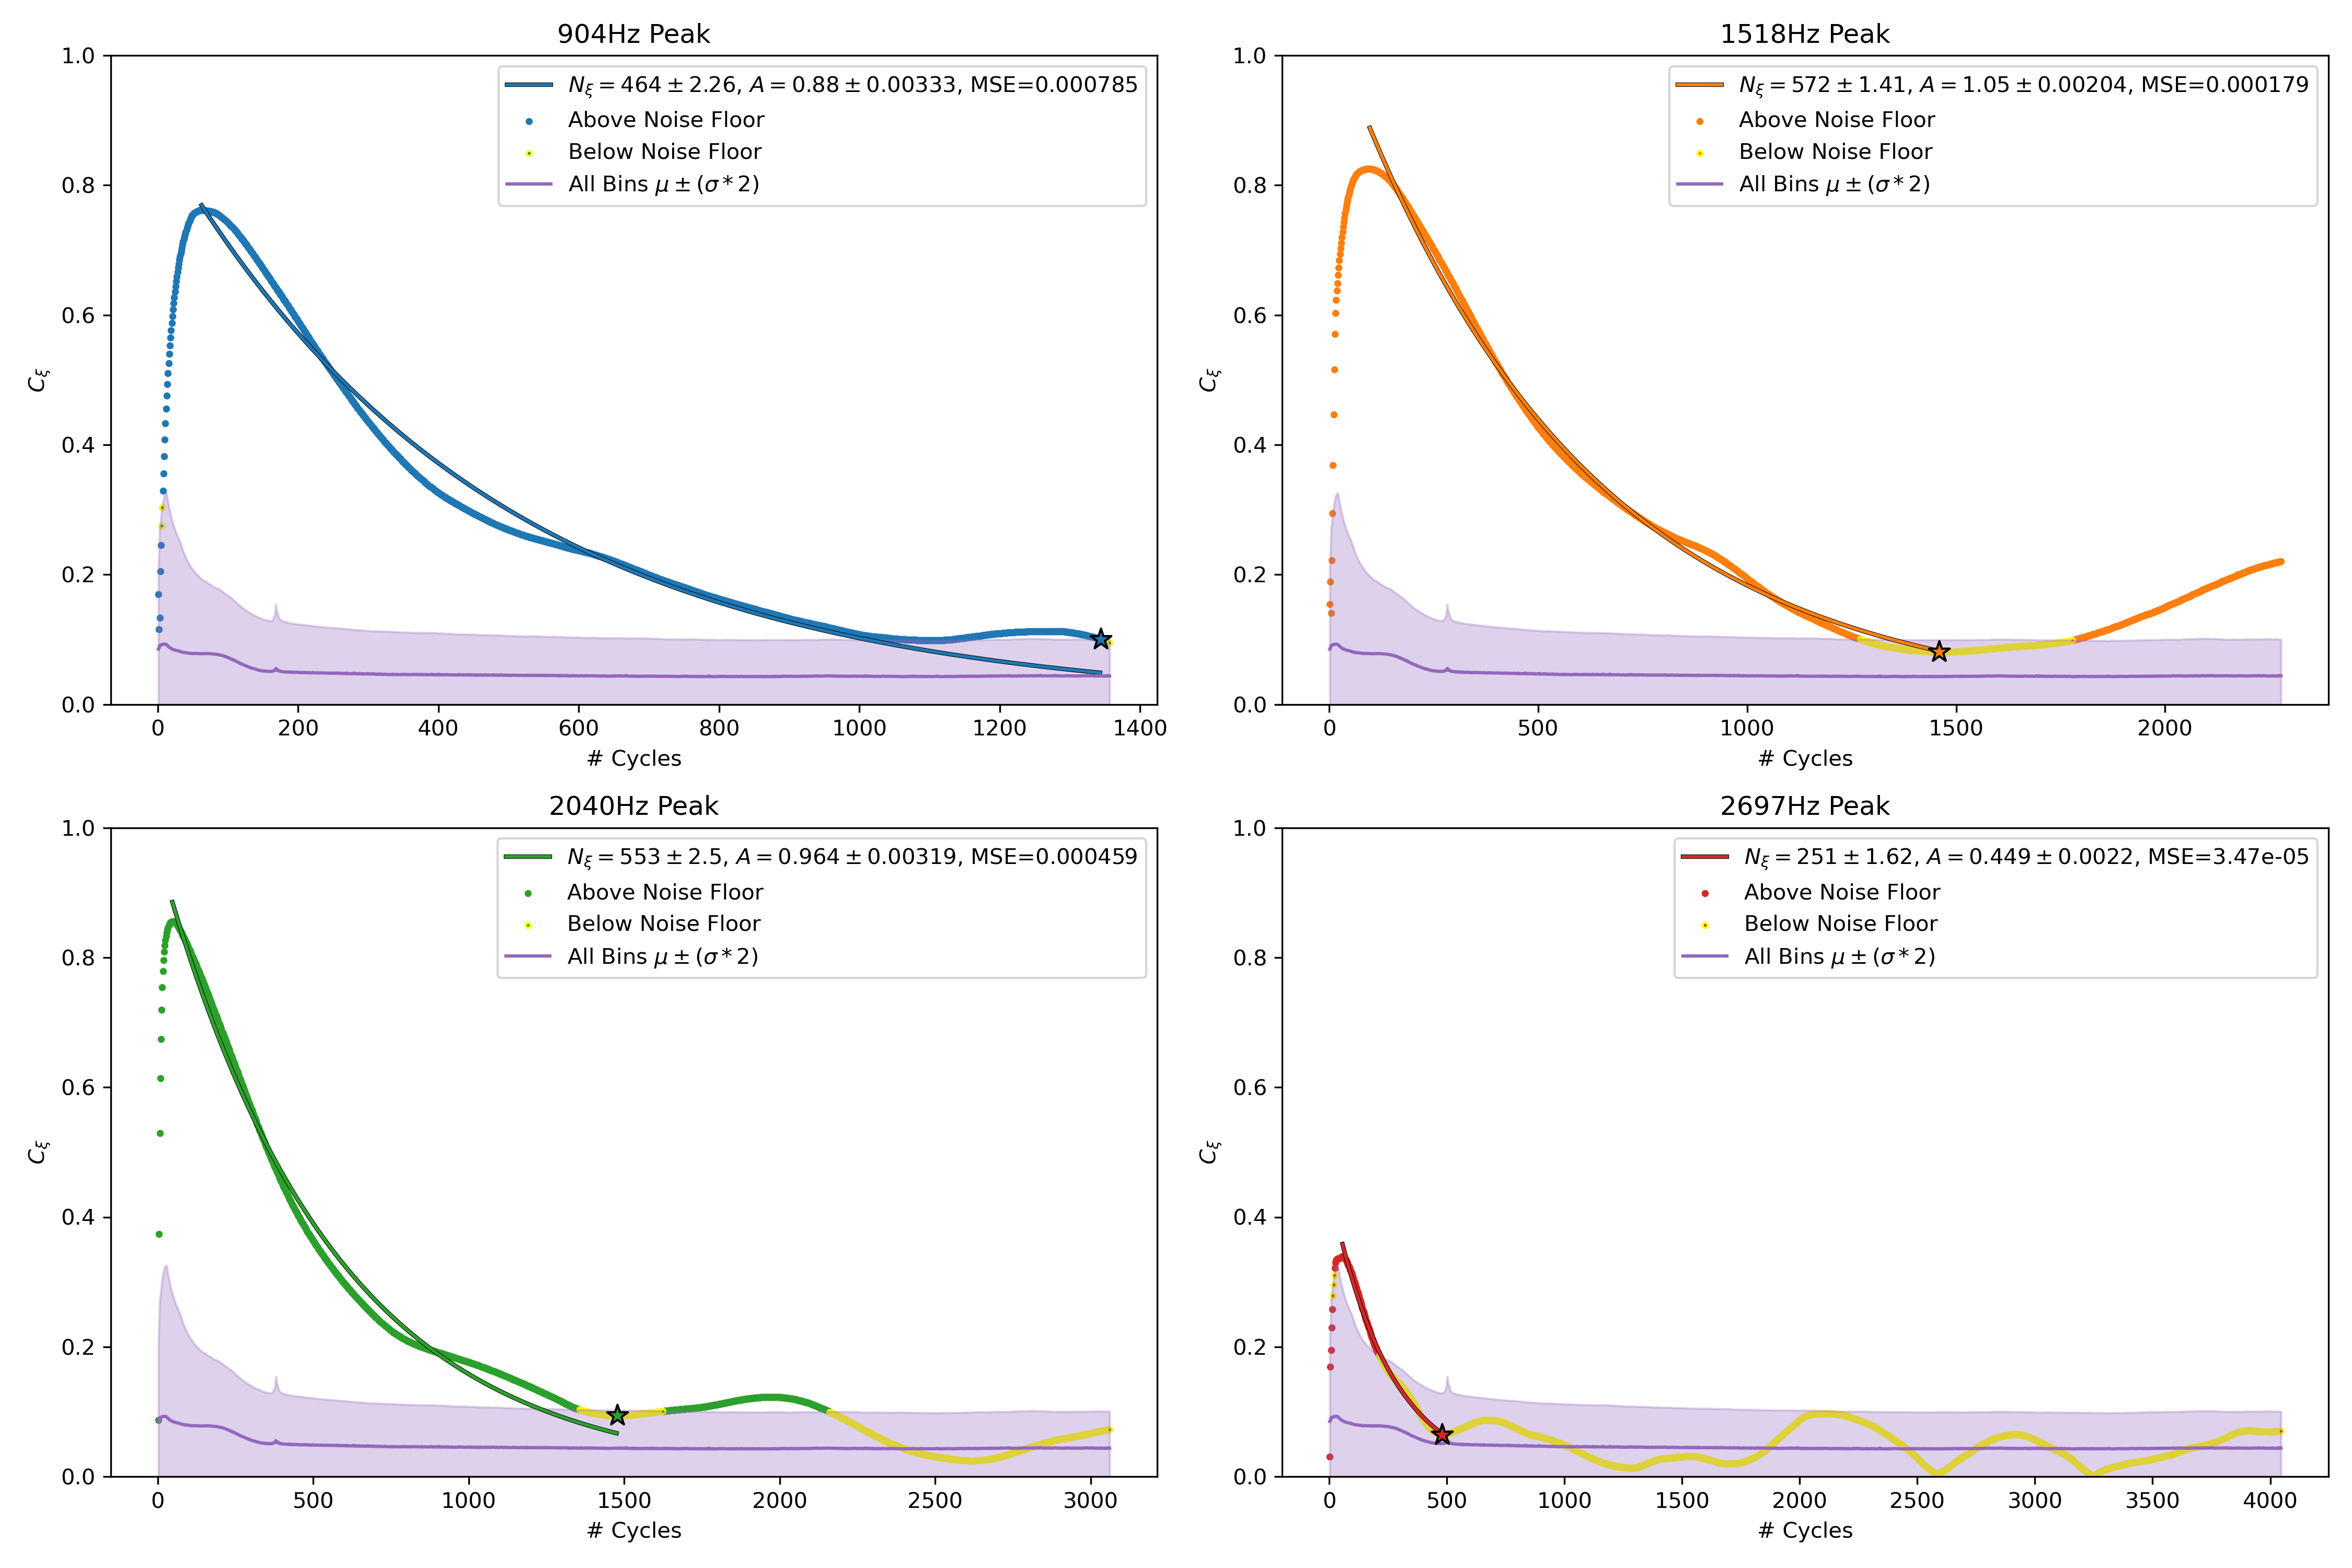 904Hz Peak
1.0
0.8
0.6
0.4
0.2
0.0
C_ξ
N_ξ = 464 ± 2.26, A = 0.88 ± 0.00333, MSE=0.000785
Above Noise Floor
Below Noise Floor
All Bins μ ± (σ * 2)
0 200 400 600 800 1000 1200 1400
# Cycles
1518Hz Peak
1.0
0.8
0.6
0.4
0.2
0.0
C_ξ
N_ξ = 572 ± 1.41, A = 1.05 ± 0.00204, MSE=0.000179
Above Noise Floor
Below Noise Floor
All Bins μ ± (σ * 2)
0 500 1000 1500 2000
# Cycles
2040Hz Peak
1.0
0.8
0.6
0.4
0.2
0.0
C_ξ
N_ξ = 553 ± 2.5, A = 0.964 ± 0.00319, MSE=0.000459
Above Noise Floor
Below Noise Floor
All Bins μ ± (σ * 2)
0 500 1000 1500 2000 2500 3000
# Cycles
2697Hz Peak
1.0
0.8
0.6
0.4
0.2
0.0
C_ξ
N_ξ = 251 ± 1.62, A = 0.449 ± 0.0022, MSE=3.47e-05
Above Noise Floor
Below Noise Floor
All Bins μ ± (σ * 2)
0 500 1000 1500 2000 2500 3000 3500 4000
# Cycles